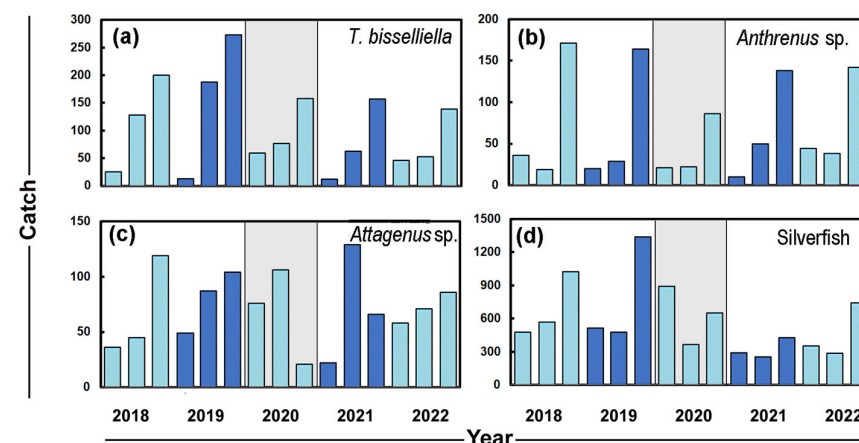 (a) T. bisselliella
300
250
200
150
100
50
0
(b) Anthrenus sp.
200
150
100
50
0
Catch
(c) Attagenus sp.
150
100
50
0
2018 2019 2020 2021 2022
(d) Silverfish
1500
1200
900
600
300
0
2018 2019 2020 2021 2022
Year